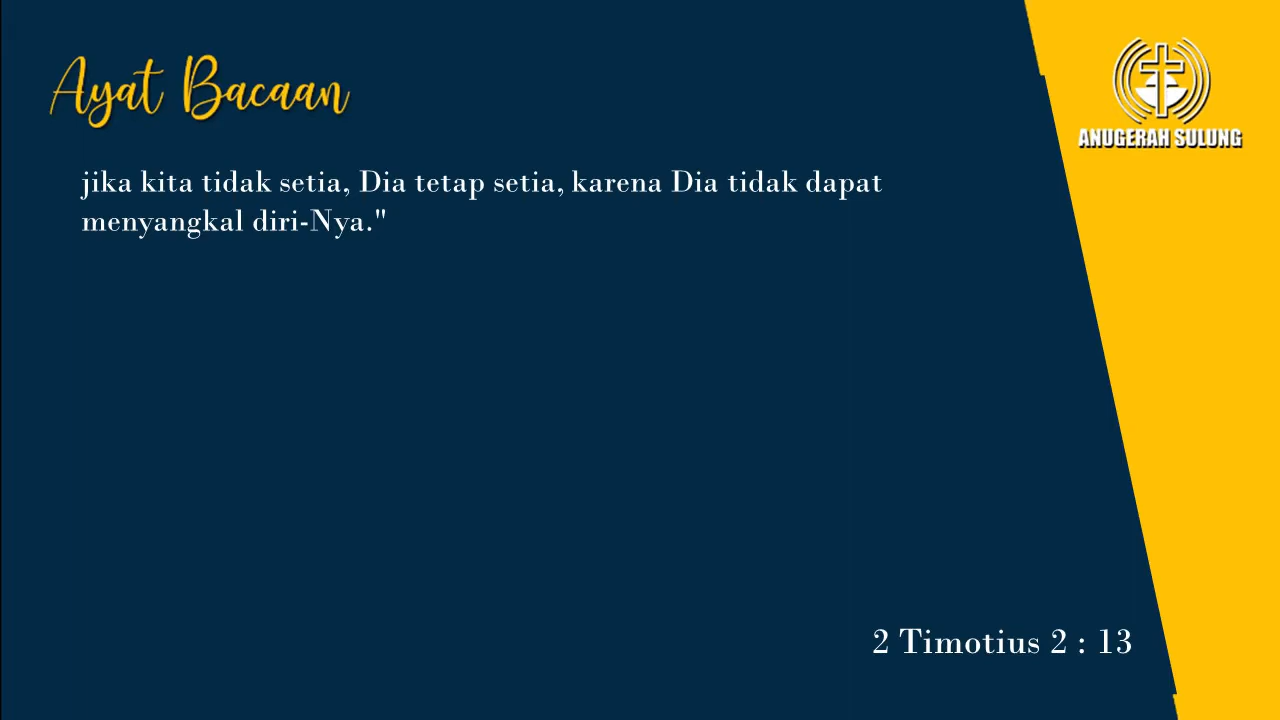 Ayat Bacaan
ANUGERAH SULUNG
jika kita tidak setia, Dia tetap setia, karena Dia tidak dapat
menyangkal diri-Nya."
2 Timotius 2 : 13